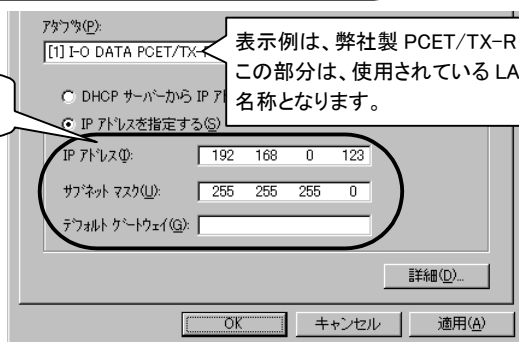 アダプタ(P):
[1] I-O DATA PCET/TX-
表示例は、弊社製 PCET/TX-R
この部分は、使用されている LA
名称となります。
DHCP サーバーから IP ア
IP アドレスを指定する(S)
IP アドレス(I): 192 168 0 123
サブネット マスク(U): 255 255 255 0
デフォルト ゲートウェイ(G):
詳細(D)...
OK キャンセル 適用(A)